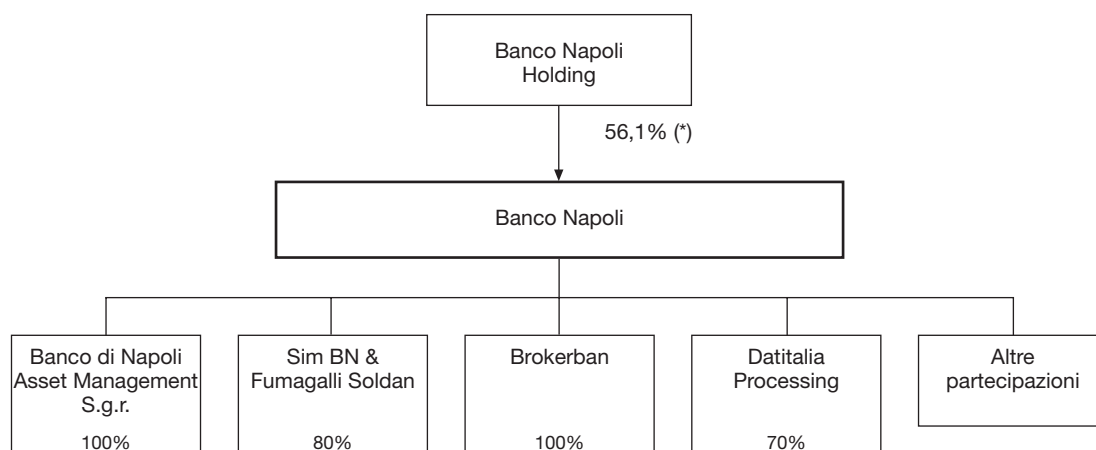 Banco Napoli
Holding
56,1% (*)
Banco Napoli
Banco di Napoli
Asset Management
S.g.r.
100%
Sim BN &
Fumagalli Soldan
80%
Brokerban
100%
Datitalia
Processing
70%
Altre
partecipazioni